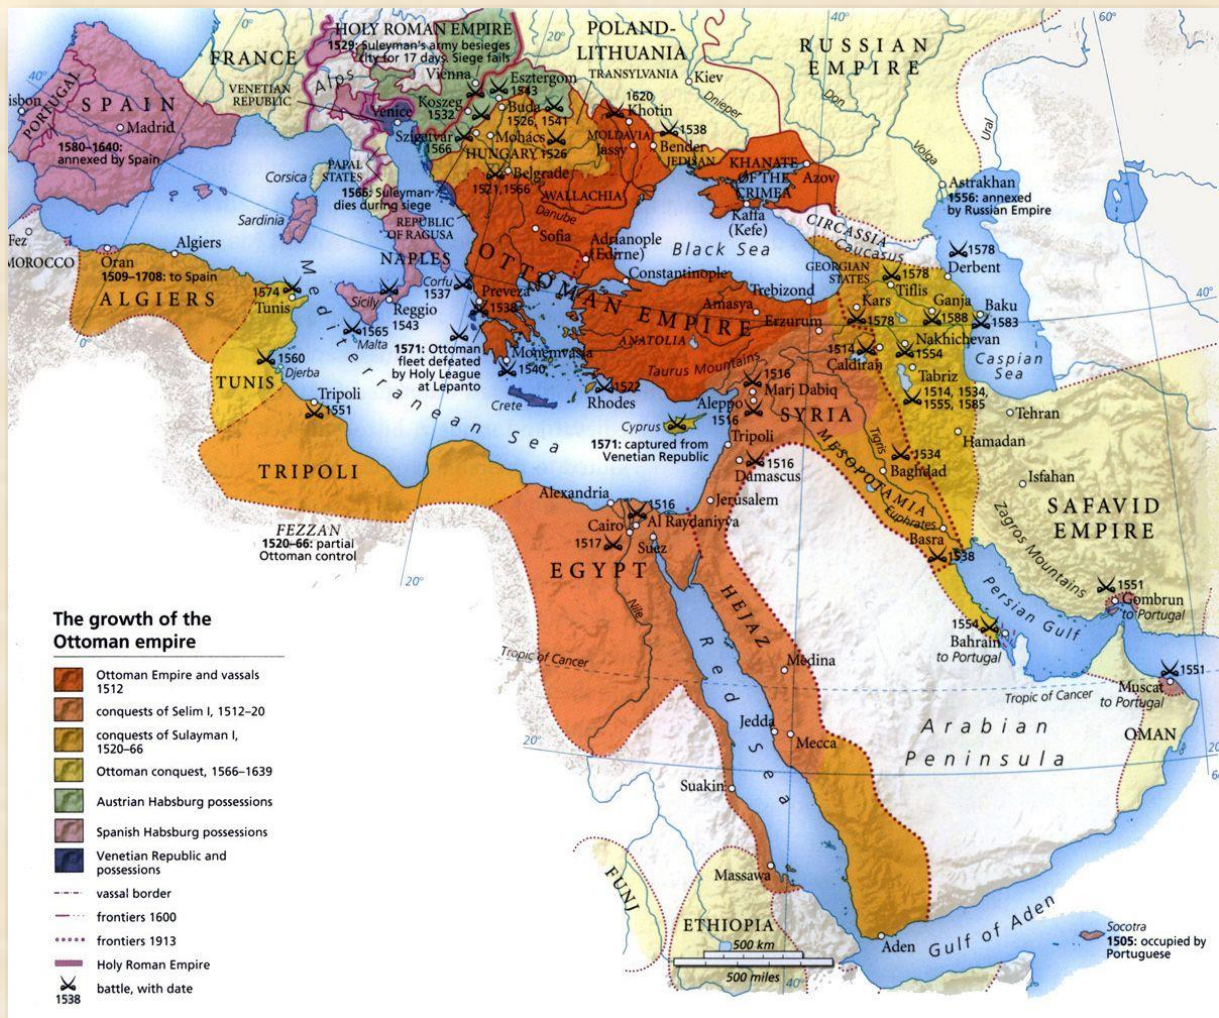 HOLY ROMAN EMPIRE
1529: Suleyman's army besieges
city for 17 days. Siege fails
POLAND-
LITHUANIA
TRANSYLVANIA
RUSSIAN
EMPIRE
0°
20°
40°
60°
FRANCE
Alps
Vienna
Esztergom
1543
Kiev
Dnieper
Don
Ural
Volga
40°
PORTUGAL
isbon
SPAIN
Madrid
1580–1640:
annexed by Spain
VENETIAN
REPUBLIC
Venice
Koszeg
1532
Buda
1526, 1541
Szigatvar
1566
Mohács
HUNGARY 1526
1620
Khotin
MOLDAVIA
Jassy
1538
Bender
JEDISAN
KHANATE
OF THE
CRIMEA
Azov
Kaffa
(Kefe)
Astrakhan
1556: annexed
by Russian Empire
Corsica
PAPAL
STATES
1566: Suleyman
dies during siege
Belgrade
1521, 1566
WALLACHIA
Danube
Sardinia
REPUBLIC
OF RAGUSA
NAPLES
Sofia
Adrianople
(Edirne)
Constantinople
Black Sea
CIRCASSIA
Caucasus
GEORGIAN
STATES
1578
Tiflis
1578
Derbent
Fez
MOROCCO
Oran
1509–1708: to Spain
Algiers
ALGIERS
1574
Tunis
Mediterranean Sea
Sicily
Reggio
1543
Corfu
1537
Preveza
1538
OTTOMAN EMPIRE
ANATOLIA
Amasya
Trebizond
Erzurum
Kars
1578
Ganja
1588
Baku
1583
40°
0°
1565
Malta
1571: Ottoman
fleet defeated
by Holy League
at Lepanto
Monemvasia
1540
Taurus Mountains
1514
Caldiran
Nakhichevan
1554
Caspian
Sea
1560
Djerba
TUNIS
Tripoli
1551
Crete
1522
Rhodes
1516
Marj Dabiq
Aleppo
1516
SYRIA
Tabriz
1514, 1534,
1555, 1585
Tehran
Cyprus
1571: captured from
Venetian Republic
Tripoli
1516
Damascus
MESOPOTAMIA
Tigris
1534
Baghdad
Hamadan
Isfahan
TRIPOLI
Alexandria
1516
Al Raydaniyya
Jerusalem
Euphrates
Basra
1538
Zagros Mountains
SAFAVID
EMPIRE
FEZZAN
1520–66: partial
Ottoman control
Cairo
1517
Suez
EGYPT
Nile
20°
HEJAZ
Red Sea
Persian Gulf
1551
Gombrun
to Portugal
1554
Bahrain
to Portugal
The growth of the
Ottoman empire
Tropic of Cancer
Medina
Tropic of Cancer
1551
Muscat
to Portugal
Ottoman Empire and vassals
1512
conquests of Selim I, 1512–20
conquests of Sulayman I,
1520–66
Ottoman conquest, 1566–1639
Austrian Habsburg possessions
Spanish Habsburg possessions
Venetian Republic and
possessions
vassal border
frontiers 1600
frontiers 1913
Holy Roman Empire
battle, with date
1538
20°
Jedda
Mecca
Arabian
Peninsula
OMAN
20
6
Suakin
FUNJ
Massawa
ETHIOPIA
Aden
Gulf of Aden
Socotra
1505: occupied by
Portuguese
500 km
500 miles
40°